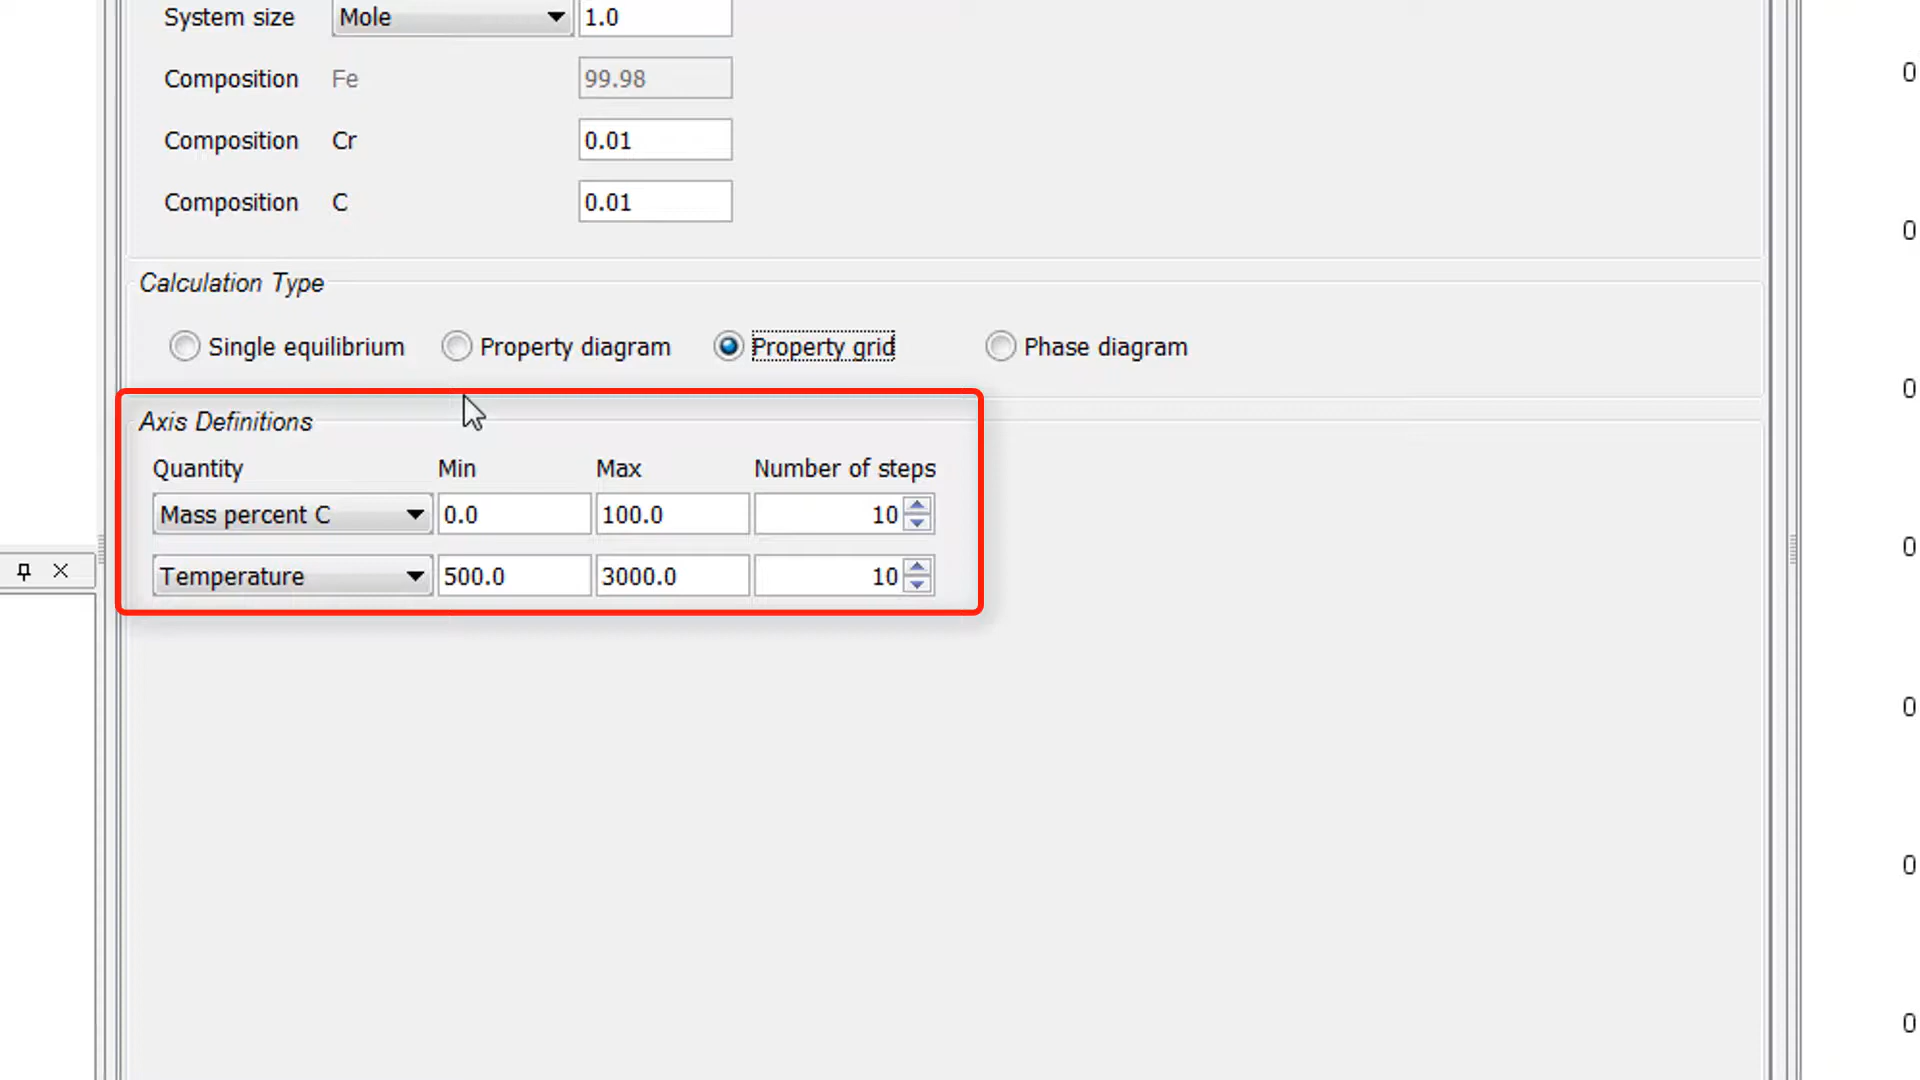 System size Mole 1.0
Composition Fe 99.98
Composition Cr 0.01
Composition C 0.01
Calculation Type
Single equilibrium Property diagram Property grid Phase diagram
Axis Definitions
Quantity Min Max Number of steps
Mass percent C 0.0 100.0 10
Temperature 500.0 3000.0 10
0
0
0
0
0
0
0